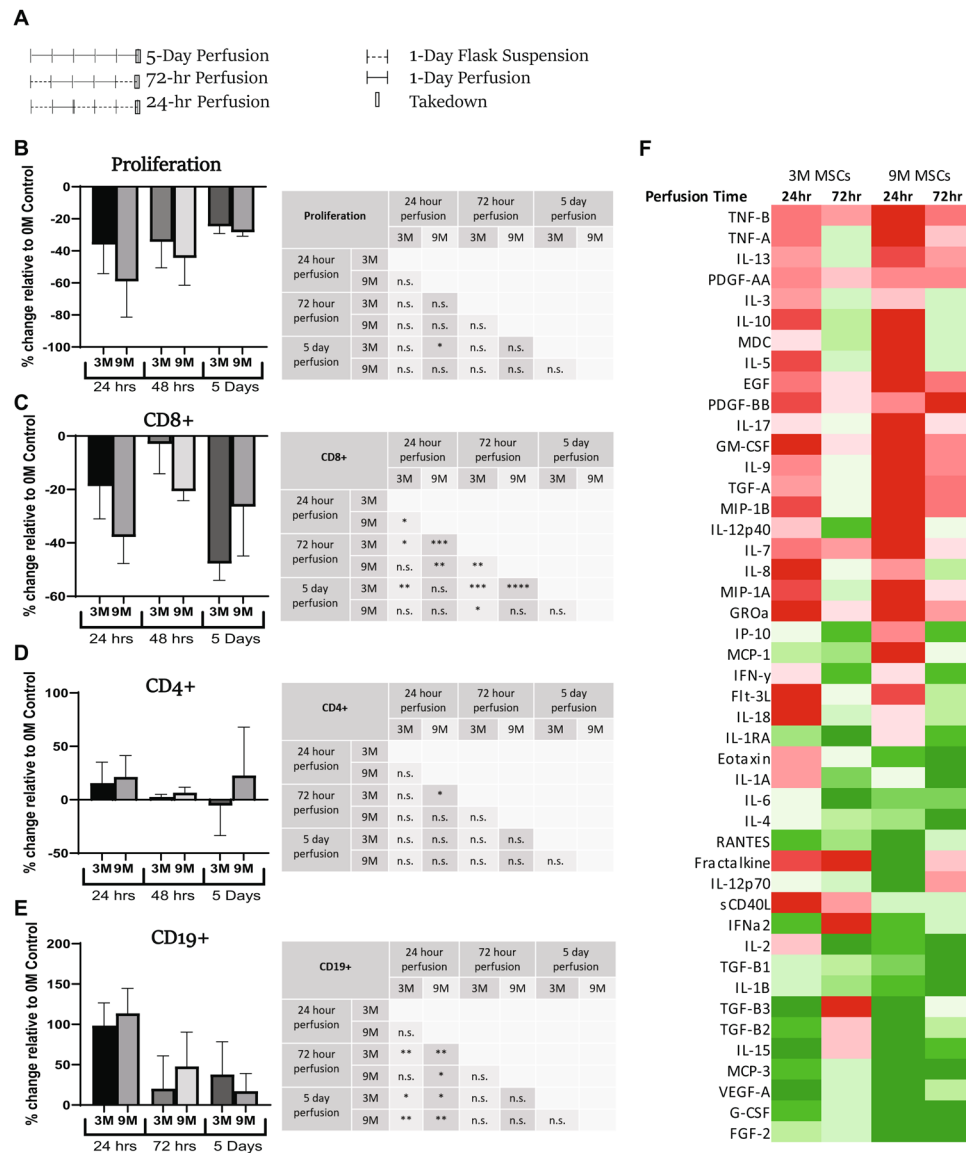 A
5-Day Perfusion
72-hr Perfusion
24-hr Perfusion
1-Day Flask Suspension
1-Day Perfusion
Takedown
B
Proliferation
% change relative to 0M Control
0
-20
-40
-60
-80
-100
3M 9M 3M 9M 3M 9M
24 hrs 48 hrs 5 Days
Proliferation
24 hour perfusion 72 hour perfusion 5 day perfusion
3M 9M 3M 9M 3M 9M
24 hour perfusion 3M
9M n.s.
72 hour perfusion 3M n.s. n.s.
9M n.s. n.s. n.s.
5 day perfusion 3M n.s. * n.s. n.s.
9M n.s. n.s. n.s. n.s. n.s.
C
CD8+
% change relative to 0M Control
0
-20
-40
-60
3M 9M 3M 9M 3M 9M
24 hrs 48 hrs 5 Days
CD8+
24 hour perfusion 72 hour perfusion 5 day perfusion
3M 9M 3M 9M 3M 9M
24 hour perfusion 3M
9M *
72 hour perfusion 3M * ***
9M n.s. ** **
5 day perfusion 3M ** n.s. *** ****
9M n.s. n.s. * n.s. n.s.
D
CD4+
% change relative to 0M Control
100
50
0
-50
3M 9M 3M 9M 3M 9M
24 hrs 48 hrs 5 Days
CD4+
24 hour perfusion 72 hour perfusion 5 day perfusion
3M 9M 3M 9M 3M 9M
24 hour perfusion 3M
9M n.s.
72 hour perfusion 3M n.s. *
9M n.s. n.s. n.s.
5 day perfusion 3M n.s. n.s. n.s. n.s.
9M n.s. n.s. n.s. n.s. n.s.
E
CD19+
% change relative to 0M Control
200
150
100
50
0
3M 9M 3M 9M 3M 9M
24 hrs 72 hrs 5 Days
CD19+
24 hour perfusion 72 hour perfusion 5 day perfusion
3M 9M 3M 9M 3M 9M
24 hour perfusion 3M
9M n.s.
72 hour perfusion 3M ** **
9M n.s. * n.s.
5 day perfusion 3M * * n.s. n.s.
9M ** ** n.s. n.s. n.s.
F
3M MSCs 9M MSCs
Perfusion Time 24hr 72hr 24hr 72hr
TNF-B
TNF-A
IL-13
PDGF-AA
IL-3
IL-10
MDC
IL-5
EGF
PDGF-BB
IL-17
GM-CSF
IL-9
TGF-A
MIP-1B
IL-12p40
IL-7
IL-8
MIP-1A
GROa
IP-10
MCP-1
IFN-γ
Flt-3L
IL-18
IL-1RA
Eotaxin
IL-1A
IL-6
IL-4
RANTES
Fractalkine
IL-12p70
sCD40L
IFNa2
IL-2
TGF-B1
IL-1B
TGF-B3
TGF-B2
IL-15
MCP-3
VEGF-A
G-CSF
FGF-2